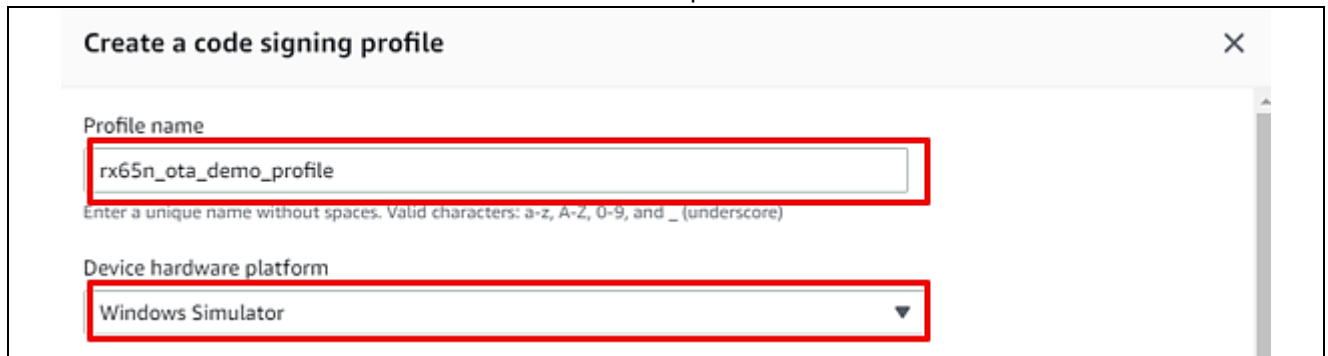 Create a code signing profile
Profile name
rx65n_ota_demo_profile
Enter a unique name without spaces. Valid characters: a-z, A-Z, 0-9, and _ (underscore)
Device hardware platform
Windows Simulator